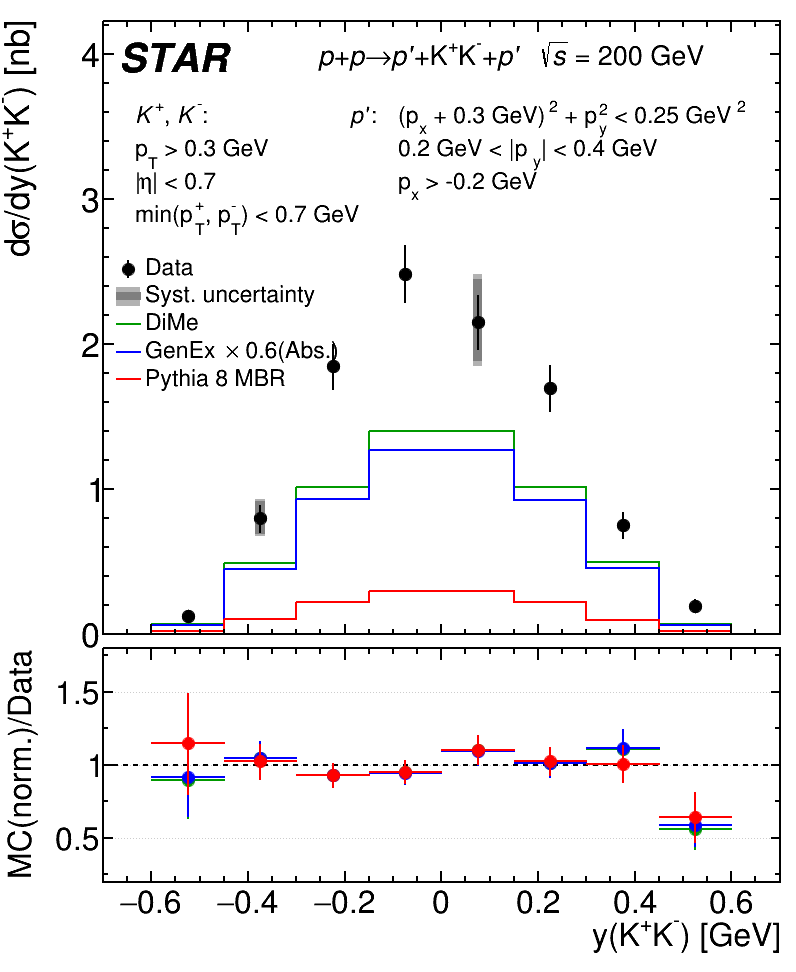 STAR p+p→p′+K⁺K⁻+p′ √s = 200 GeV
K⁺, K⁻: p′: (pₓ + 0.3 GeV)² + p_y² < 0.25 GeV²
p_T > 0.3 GeV 0.2 GeV < |p_y| < 0.4 GeV
|η| < 0.7 pₓ > -0.2 GeV
min(p_T⁺, p_T⁻) < 0.7 GeV
Data
Syst. uncertainty
DiMe
GenEx × 0.6(Abs.)
Pythia 8 MBR
dσ/dy(K⁺K⁻) [nb]
4
3
2
1
0
MC(norm.)/Data
1.5
1
0.5
−0.6 −0.4 −0.2 0 0.2 0.4 0.6
y(K⁺K⁻) [GeV]